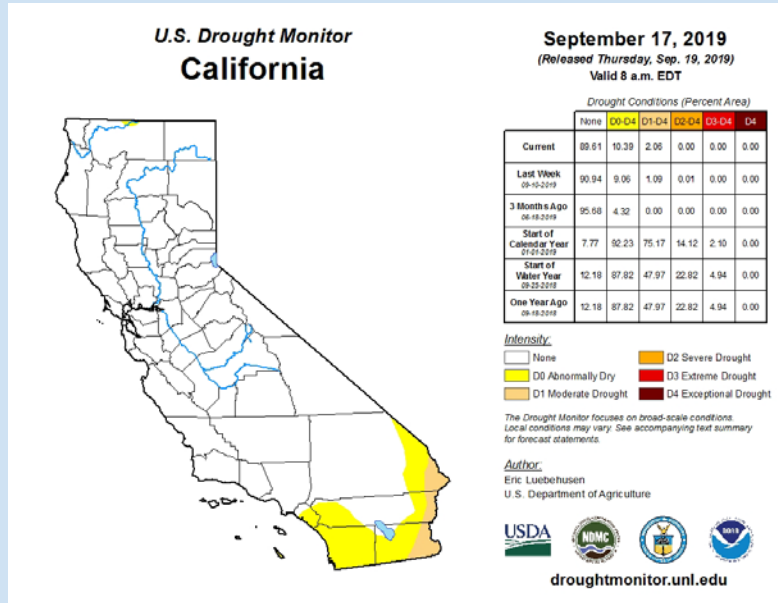 U.S. Drought Monitor
California
September 17, 2019
(Released Thursday, Sep. 19, 2019)
Valid 8 a.m. EDT
Drought Conditions (Percent Area)
None D0-D4 D1-D4 D2-D4 D3-D4 D4
Current 89.61 10.39 2.06 0.00 0.00 0.00
Last Week 09-10-2019 90.94 9.06 1.09 0.01 0.00 0.00
3 Months Ago 06-18-2019 95.68 4.32 0.00 0.00 0.00 0.00
Start of Calendar Year 01-01-2019 7.77 92.23 75.17 14.12 2.10 0.00
Start of Water Year 09-25-2018 12.18 87.82 47.97 22.82 4.94 0.00
One Year Ago 09-18-2018 12.18 87.82 47.97 22.82 4.94 0.00
Intensity:
None
D0 Abnormally Dry
D1 Moderate Drought
D2 Severe Drought
D3 Extreme Drought
D4 Exceptional Drought
The Drought Monitor focuses on broad-scale conditions.
Local conditions may vary. See accompanying text summary
for forecast statements.
Author:
Eric Luebehusen
U.S. Department of Agriculture
USDA
NDMC
NOAA
droughtmonitor.unl.edu